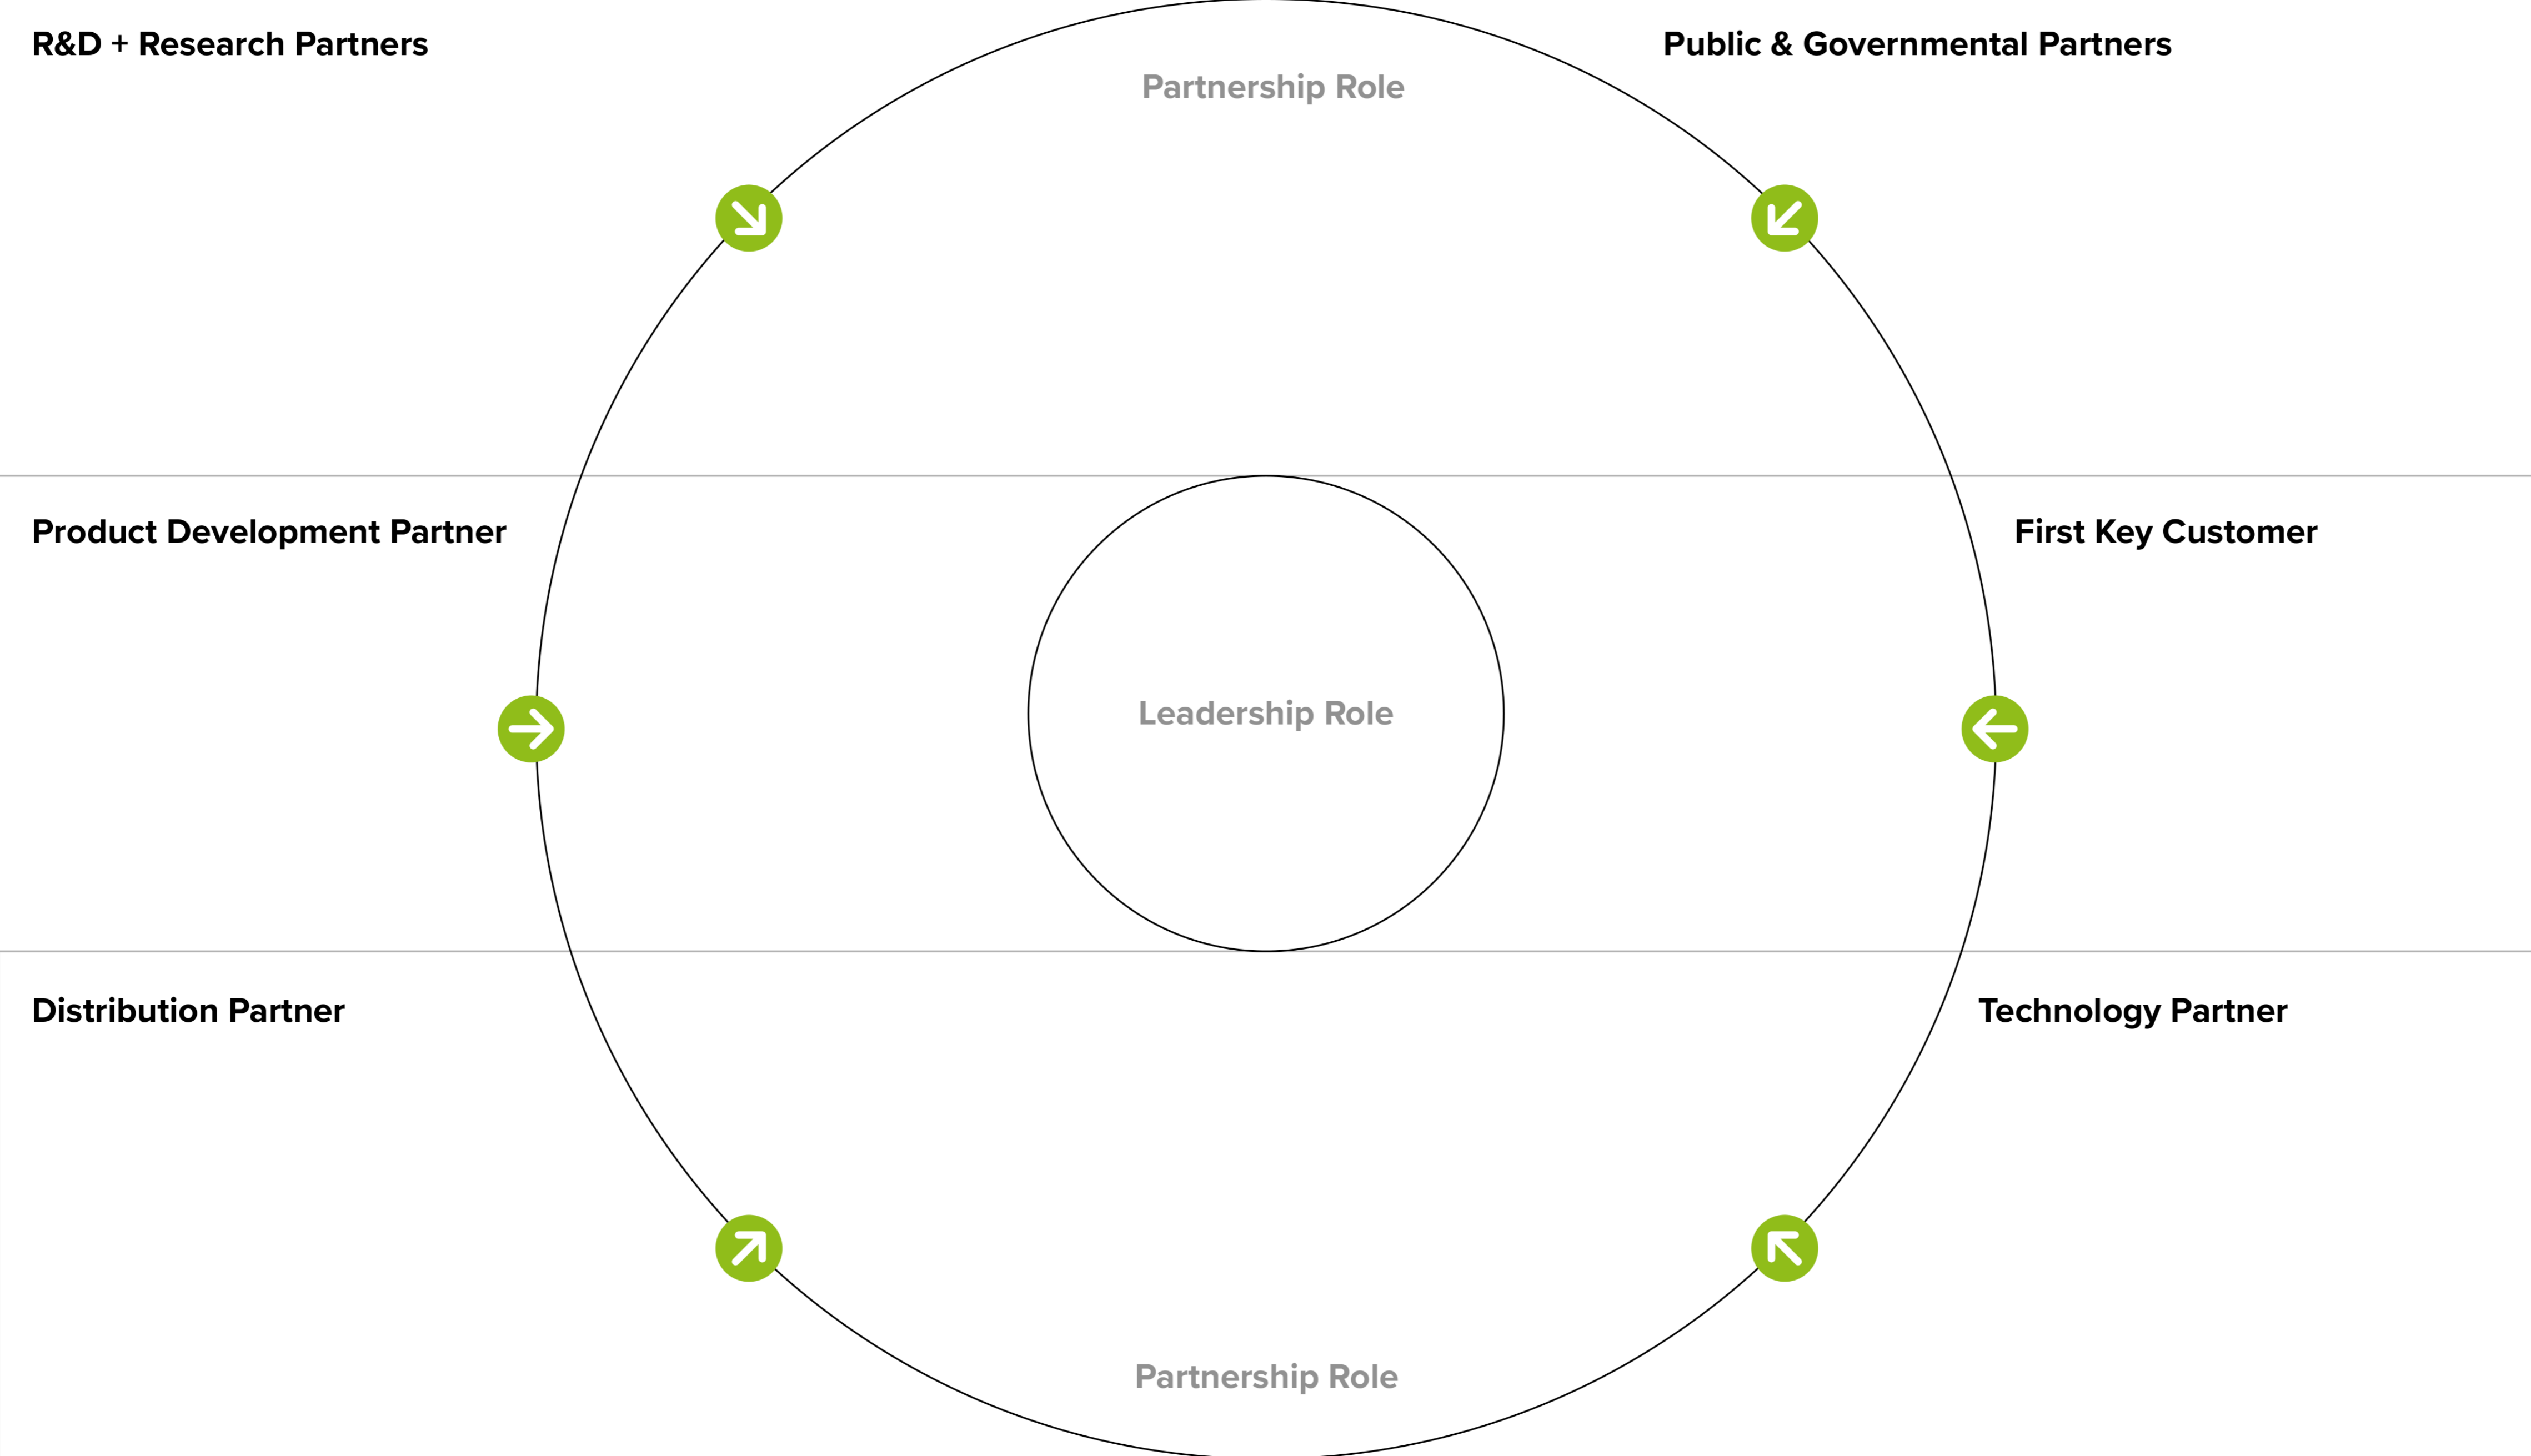 R&D + Research Partners
Public & Governmental Partners
Partnership Role
Product Development Partner
First Key Customer
Leadership Role
Distribution Partner
Technology Partner
Partnership Role